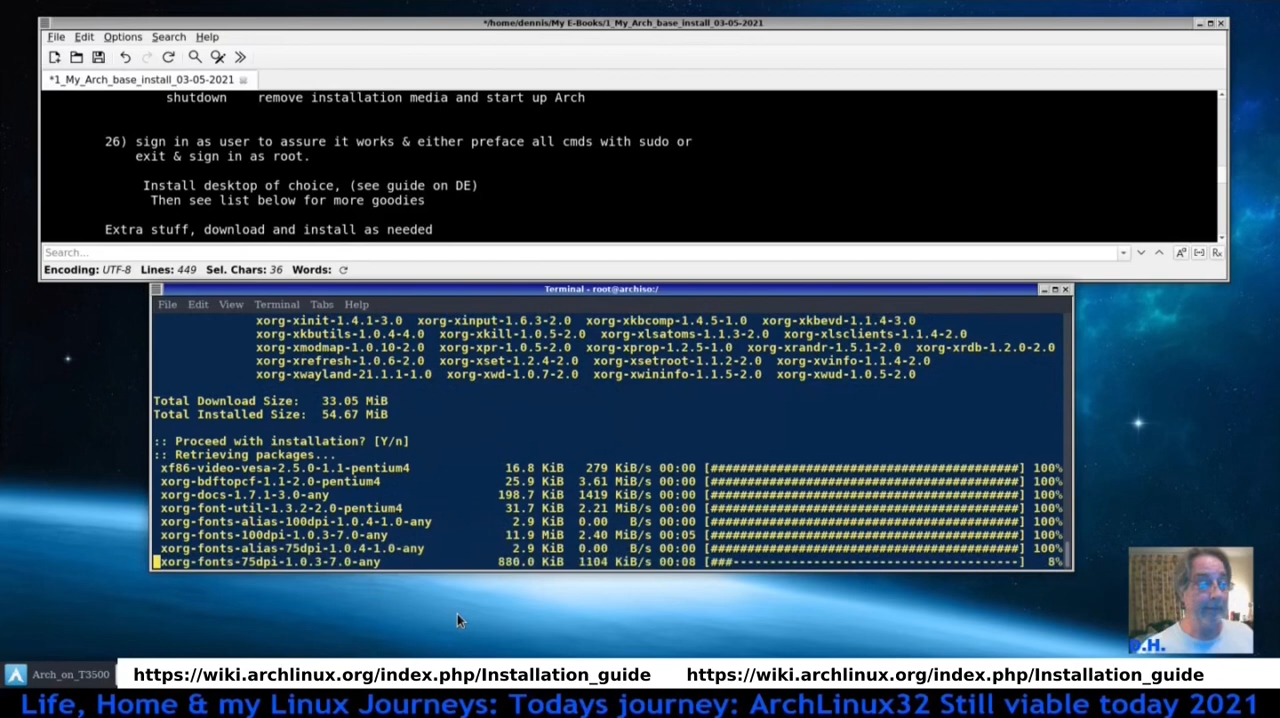 */home/dennis/My E-Books/1_My_Arch_base_install_03-05-2021
File Edit Options Search Help
*1_My_Arch_base_install_03-05-2021
shutdown    remove installation media and start up Arch
26) sign in as user to assure it works & either preface all cmds with sudo or
exit & sign in as root.
Install desktop of choice, (see guide on DE)
Then see list below for more goodies
Extra stuff, download and install as needed
Search...
Encoding: UTF-8 Lines: 449 Sel. Chars: 36 Words:
Terminal - root@archiso:/
File Edit View Terminal Tabs Help
xorg-xinit-1.4.1-3.0  xorg-xinput-1.6.3-2.0  xorg-xkbcomp-1.4.5-1.0  xorg-xkbevd-1.1.4-3.0
xorg-xkbutils-1.0.4-4.0  xorg-xkill-1.0.5-2.0  xorg-xlsatoms-1.1.3-2.0  xorg-xlsclients-1.1.4-2.0
xorg-xmodmap-1.0.10-2.0  xorg-xpr-1.0.5-2.0  xorg-xprop-1.2.5-1.0  xorg-xrandr-1.5.1-2.0  xorg-xrdb-1.2.0-2.0
xorg-xrefresh-1.0.6-2.0  xorg-xset-1.2.4-2.0  xorg-xsetroot-1.1.2-2.0  xorg-xvinfo-1.1.4-2.0
xorg-xwayland-21.1.1-1.0  xorg-xwd-1.0.7-2.0  xorg-xwininfo-1.1.5-2.0  xorg-xwud-1.0.5-2.0
Total Download Size:   33.05 MiB
Total Installed Size:  54.67 MiB
:: Proceed with installation? [Y/n]
:: Retrieving packages...
xf86-video-vesa-2.5.0-1.1-pentium4  16.8 KiB  279 KiB/s 00:00 [######################################] 100%
xorg-bdftopcf-1.1-2.0-pentium4  25.9 KiB  3.61 MiB/s 00:00 [######################################] 100%
xorg-docs-1.7.1-3.0-any  198.7 KiB  1419 KiB/s 00:00 [######################################] 100%
xorg-font-util-1.3.2-2.0-pentium4  31.7 KiB  2.21 MiB/s 00:00 [######################################] 100%
xorg-fonts-alias-100dpi-1.0.4-1.0-any  2.9 KiB  0.00   B/s 00:00 [######################################] 100%
xorg-fonts-100dpi-1.0.3-7.0-any  11.9 MiB  2.40 MiB/s 00:05 [######################################] 100%
xorg-fonts-alias-75dpi-1.0.4-1.0-any  2.9 KiB  0.00   B/s 00:00 [######################################] 100%
xorg-fonts-75dpi-1.0.3-7.0-any  880.0 KiB  1104 KiB/s 00:08 [###-----------------------------------] 8%
D.H.
Arch_on_T3500
https://wiki.archlinux.org/index.php/Installation_guide    https://wiki.archlinux.org/index.php/Installation_guide
Life, Home & my Linux Journeys: Todays journey: ArchLinux32 Still viable today 2021